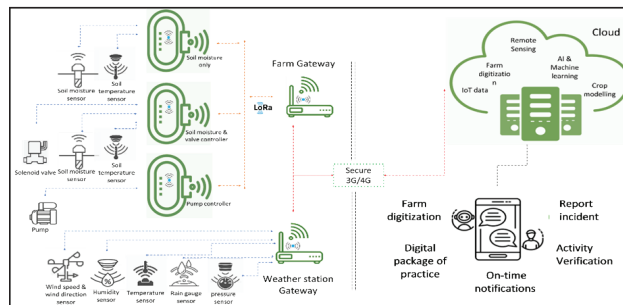 Cloud
Remote
Sensing
AI & 
Machine
learning
Farm
digitizatio
n
IoT data
Crop
modelling
Soil moisture
only
Farm Gateway
Soil moisture
sensor
Soil
temperature
sensor
LoRa
Soil moisture &
valve controller
Solenoid valve
Soil moisture
sensor
Soil
temperature
sensor
Secure
3G/4G
Pump controller
Pump
Farm
digitization
Report
incident
Digital
package of
practice
Activity
Verification
On-time
notifications
Wind speed &
wind direction
sensor
Humidity
sensor
Temperature
sensor
Rain gauge
sensor
pressure
sensor
Weather station
Gateway